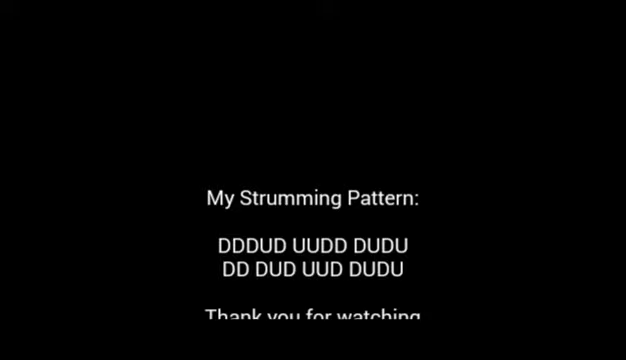 My Strumming Pattern:
DDDUD UUDD DUDU
DD DUD UUD DUDU
Thank you for watching